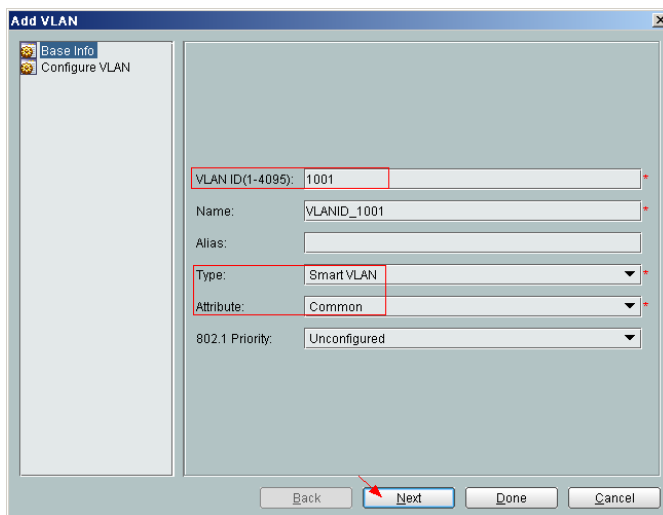 Add VLAN
Base Info
Configure VLAN
VLAN ID(1-4095): 1001 *
Name: VLANID_1001 *
Alias:
Type: Smart VLAN *
Attribute: Common *
802.1 Priority: Unconfigured
Back Next Done Cancel